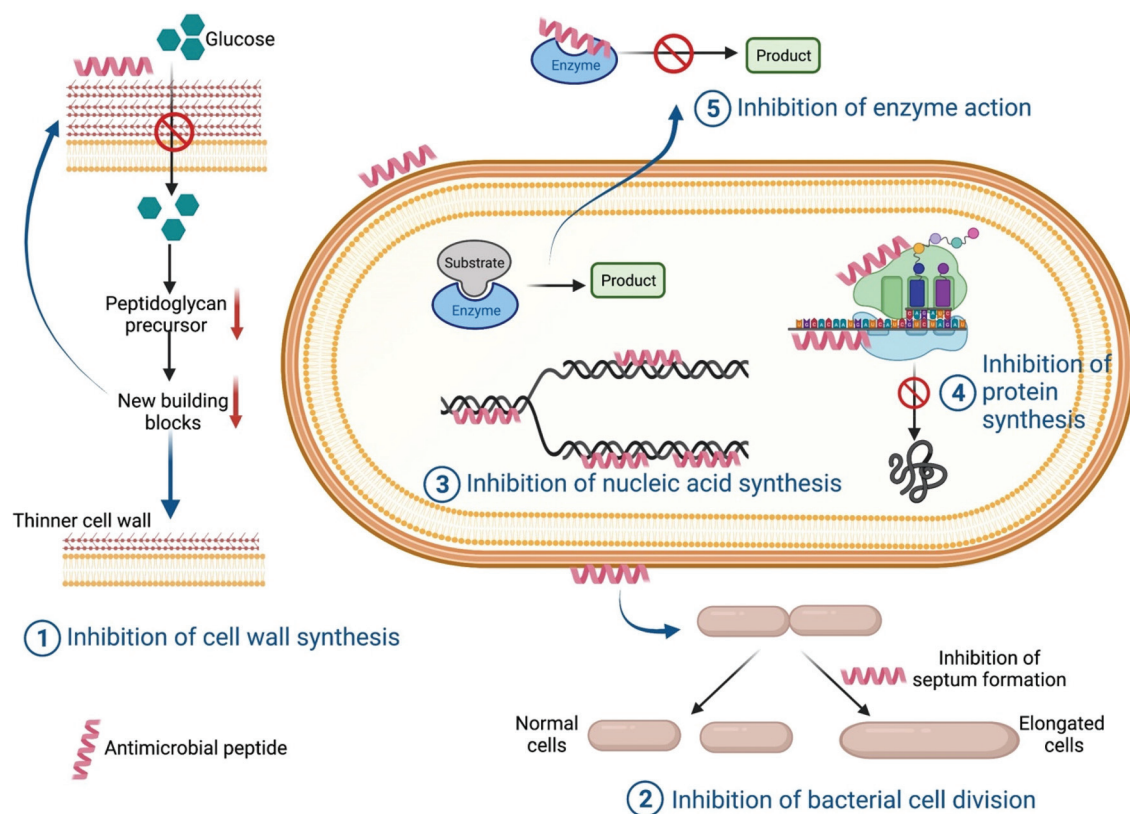 Glucose
Peptidoglycan
precursor
New building
blocks
Thinner cell wall
1 Inhibition of cell wall synthesis
Antimicrobial peptide
Enzyme
Product
5 Inhibition of enzyme action
Substrate
Enzyme
Product
3 Inhibition of nucleic acid synthesis
4 Inhibition of
protein
synthesis
Inhibition of
septum formation
Normal
cells
Elongated
cells
2 Inhibition of bacterial cell division